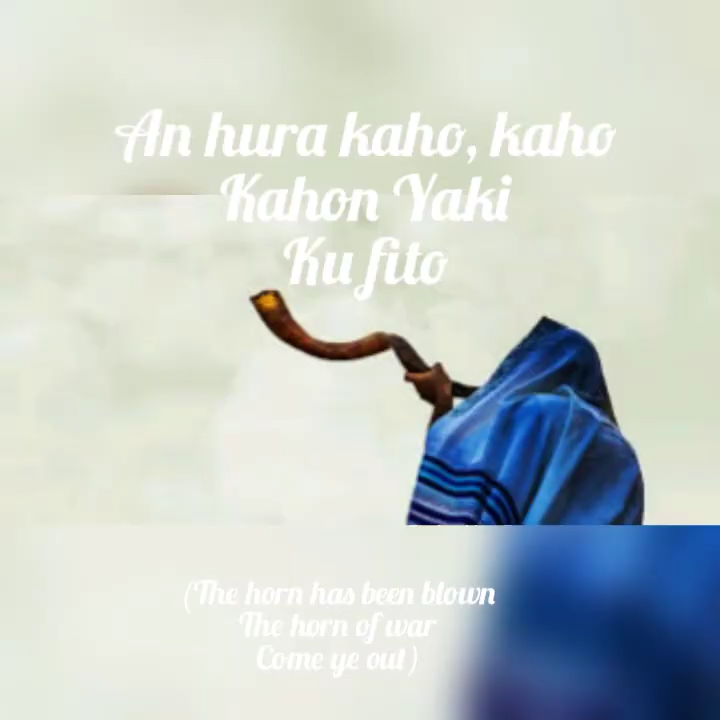 An hura kaho, kaho
Kahon Yaki
Ku fito
(The horn has been blown
The horn of war
Come ye out)